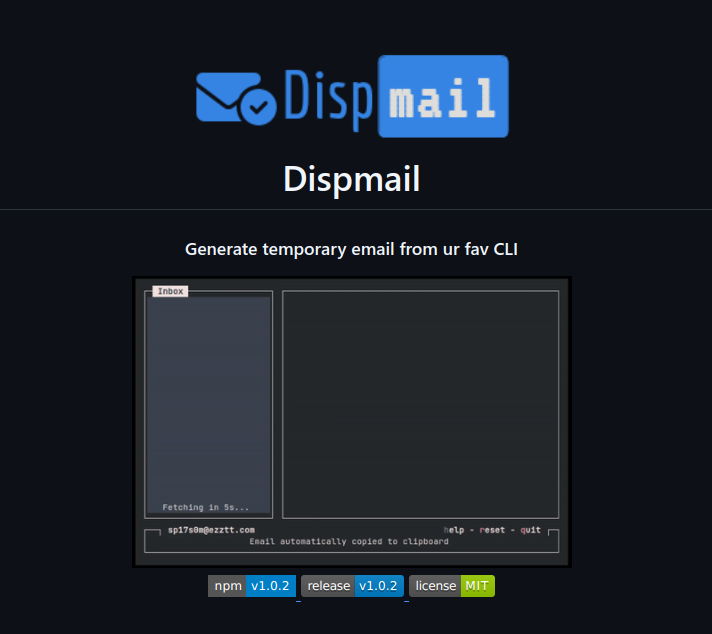 Disp mail
Dispmail
Generate temporary email from ur fav CLI
Inbox
Fetching in 5s...
sp17s0m@ezztt.com help - reset - quit
Email automatically copied to clipboard
npm v1.0.2 release v1.0.2 license MIT